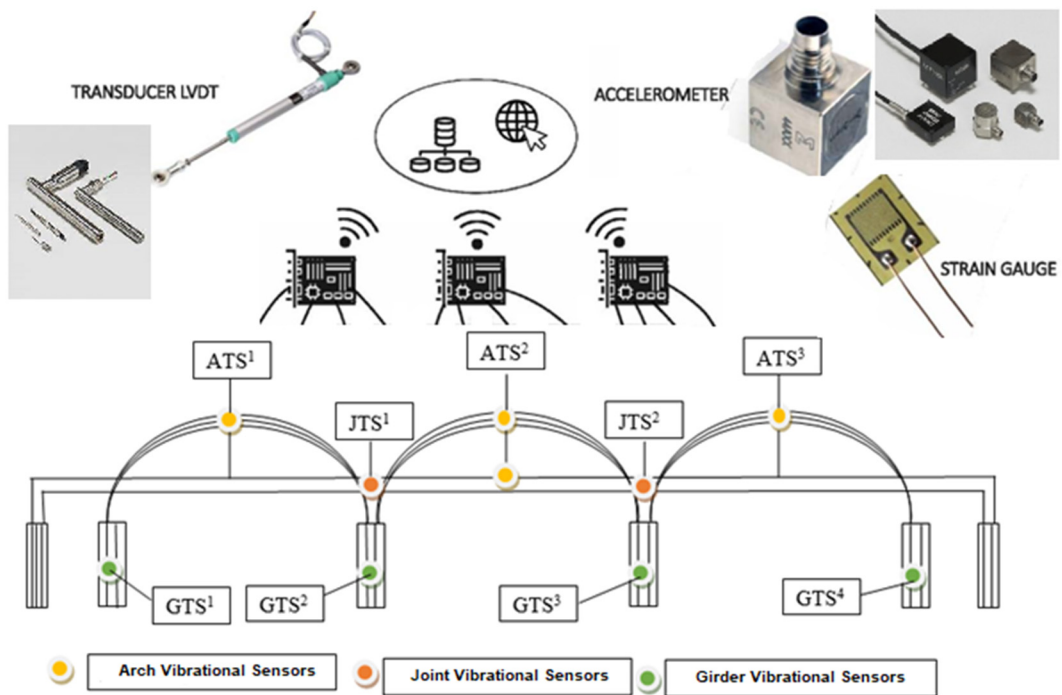 TRANSDUCER LVDT
ACCELEROMETER
STRAIN GAUGE
ATS¹
ATS²
ATS³
JTS¹
JTS²
GTS¹
GTS²
GTS³
GTS⁴
Arch Vibrational Sensors
Joint Vibrational Sensors
Girder Vibrational Sensors